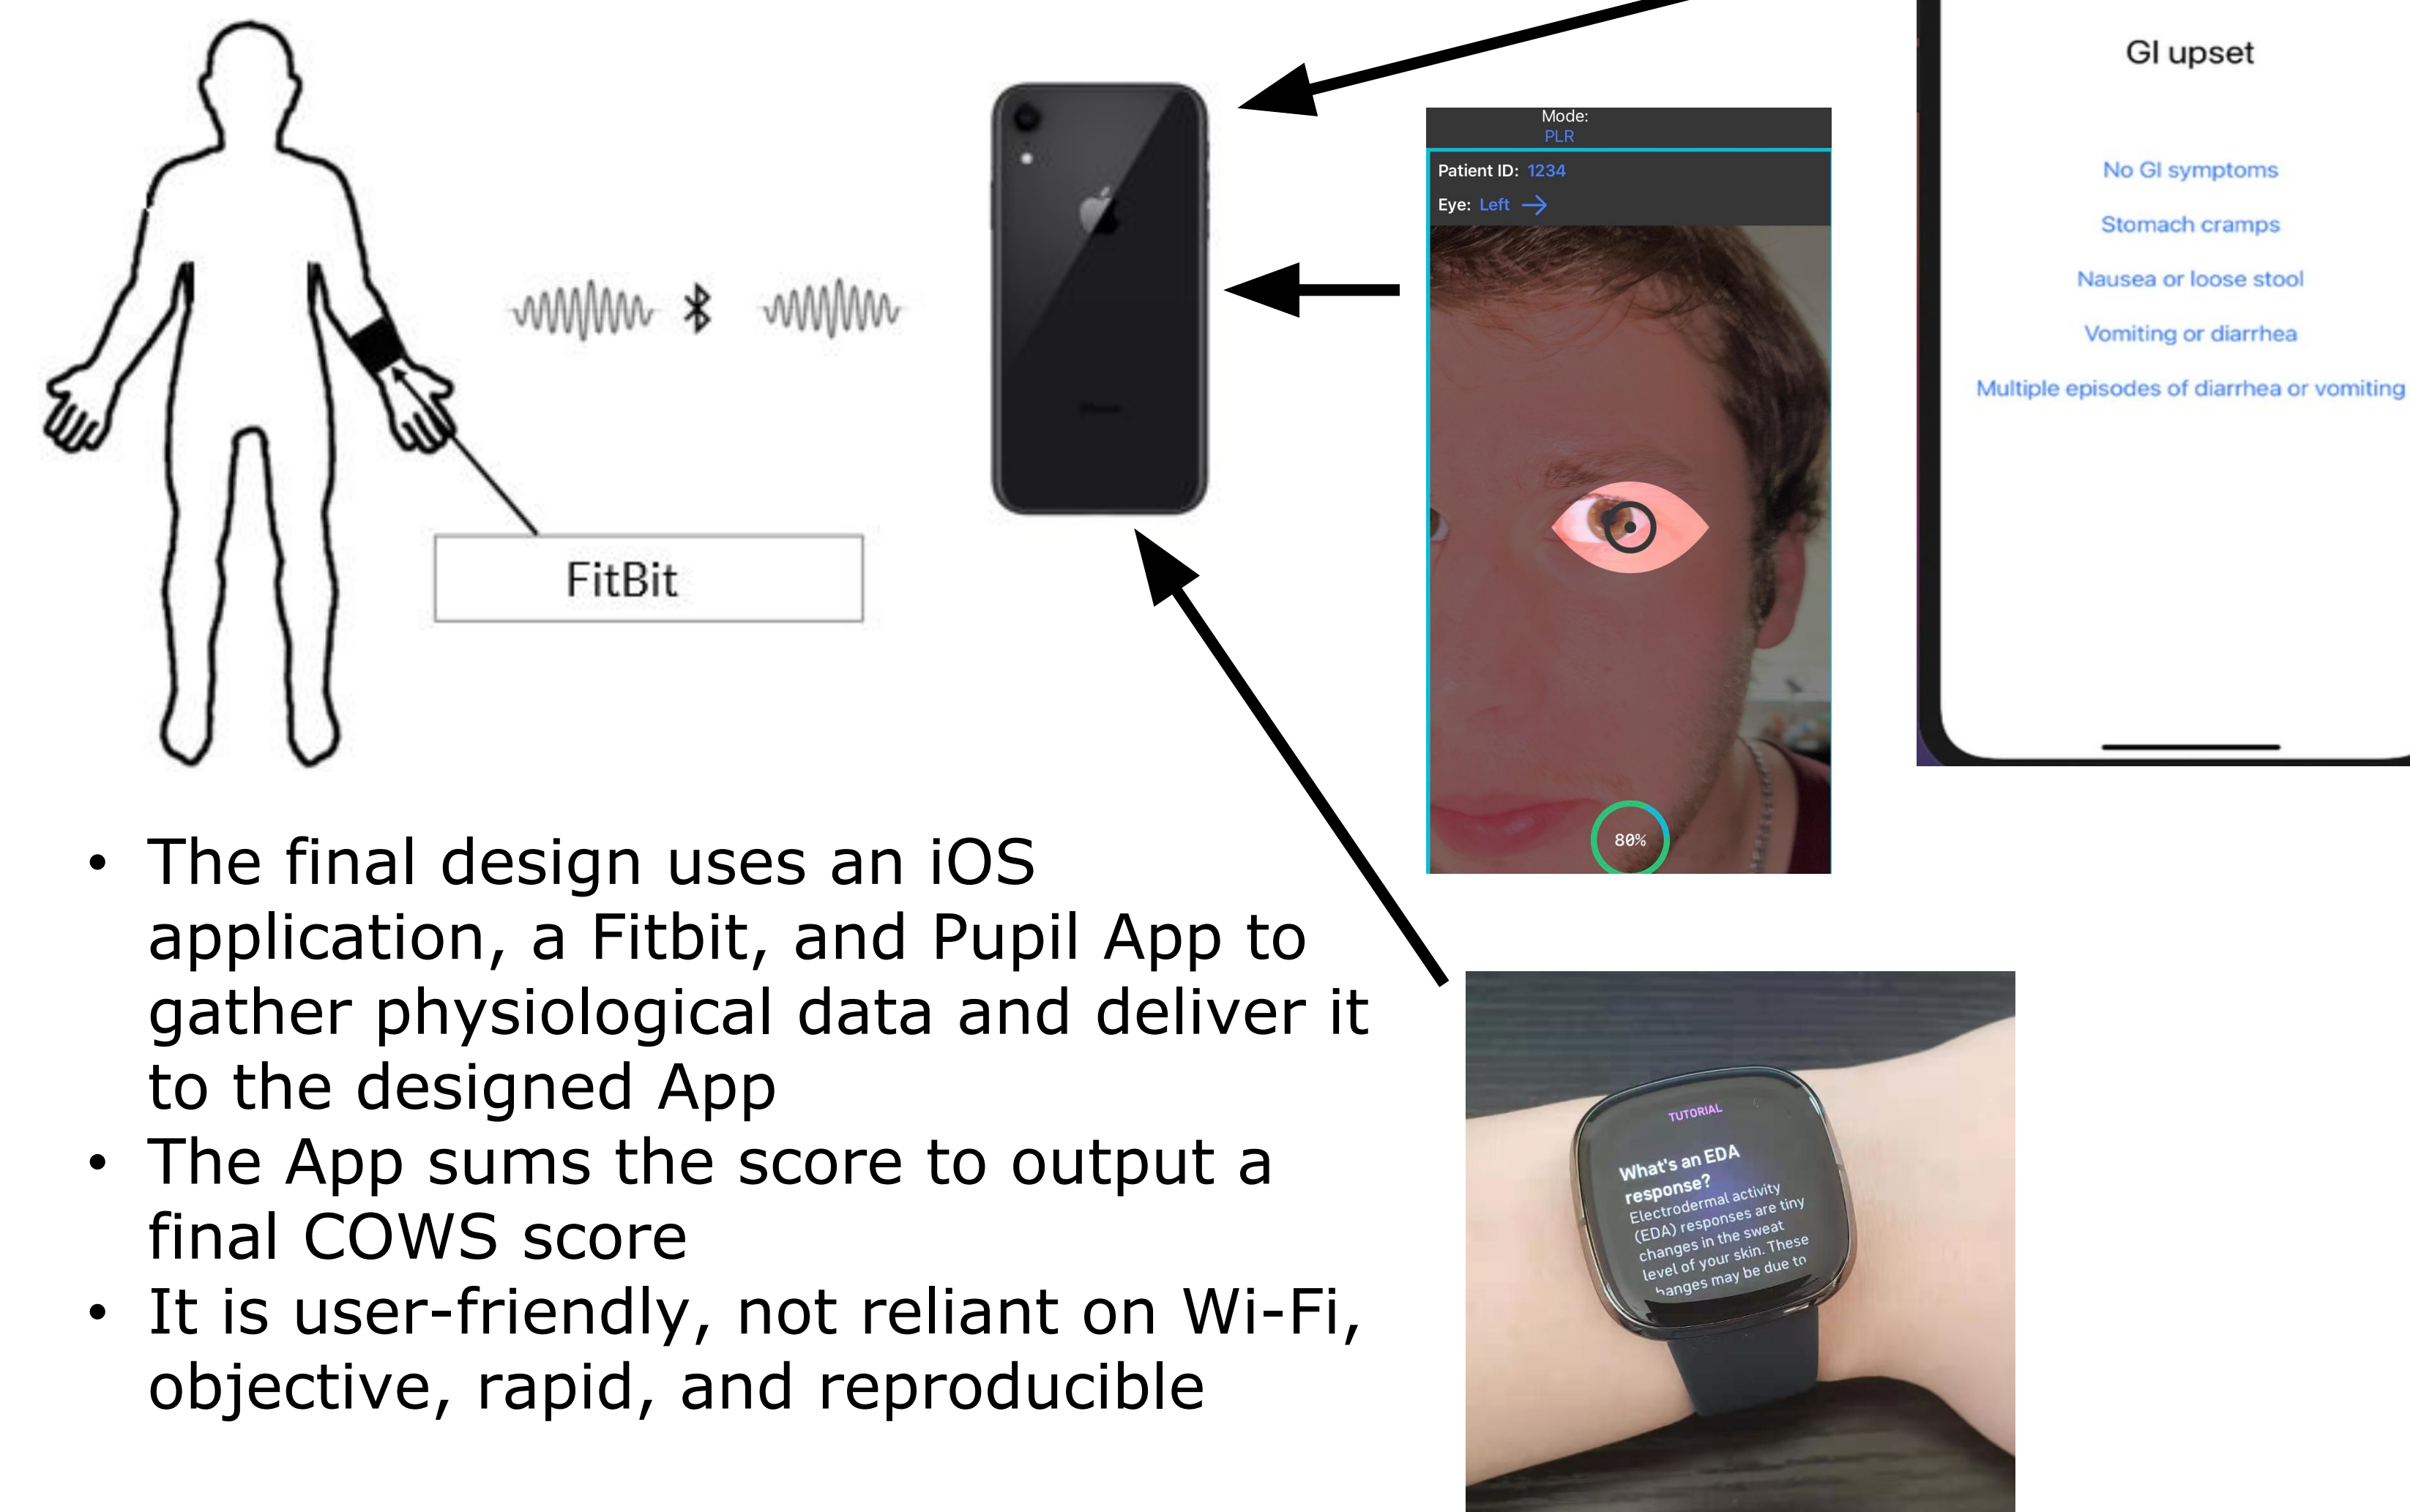 GI upset
No GI symptoms
Stomach cramps
Nausea or loose stool
Vomiting or diarrhea
Multiple episodes of diarrhea or vomiting
Mode:
PLR
Patient ID: 1234
Eye: Left
80%
FitBit
• The final design uses an iOS
application, a Fitbit, and Pupil App to
gather physiological data and deliver it
to the designed App
• The App sums the score to output a
final COWS score
• It is user-friendly, not reliant on Wi-Fi,
objective, rapid, and reproducible
TUTORIAL
What's an EDA
response?
Electrodermal activity
(EDA) responses are tiny
changes in the sweat
level of your skin. These
hanges may be due to